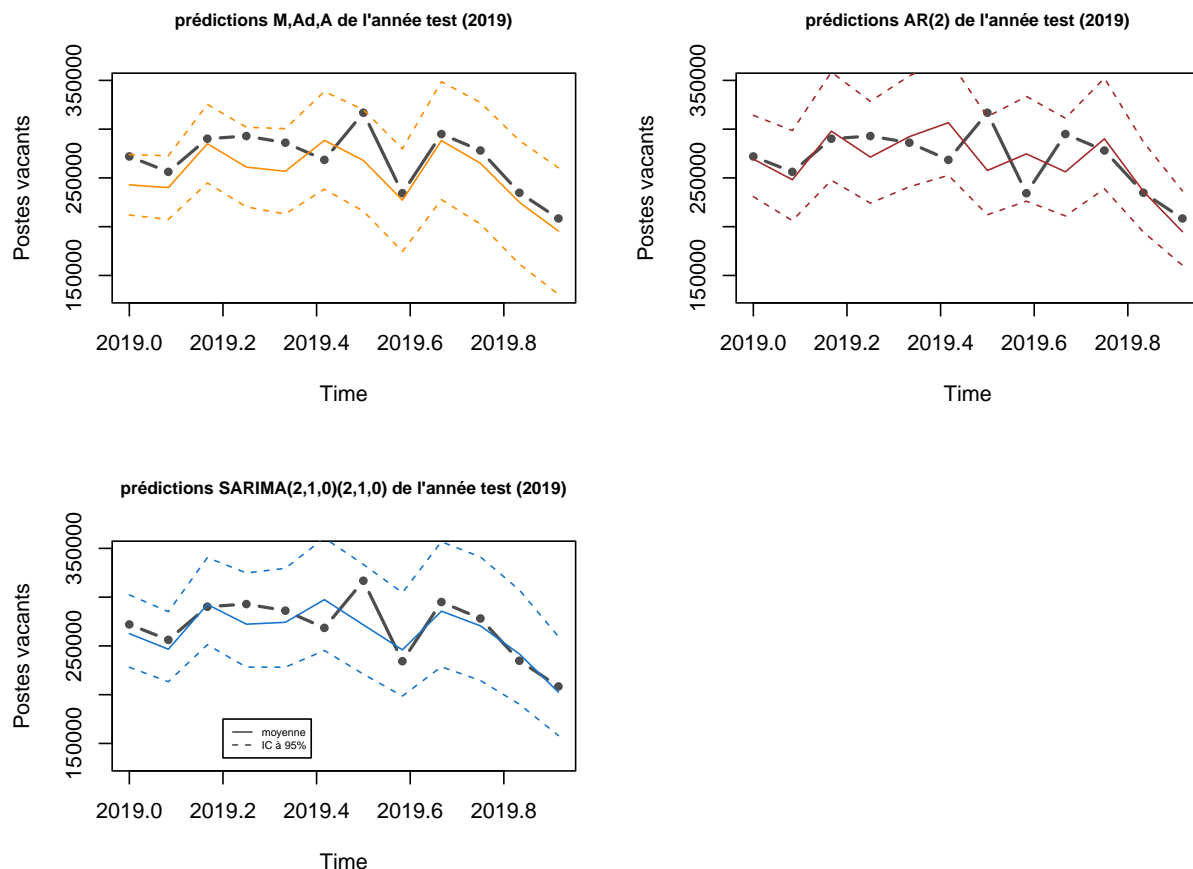 prédictions M,Ad,A de l'année test (2019)
Postes vacants
350000
250000
150000
2019.0 2019.2 2019.4 2019.6 2019.8
Time
prédictions AR(2) de l'année test (2019)
Postes vacants
350000
250000
150000
2019.0 2019.2 2019.4 2019.6 2019.8
Time
prédictions SARIMA(2,1,0)(2,1,0) de l'année test (2019)
Postes vacants
350000
250000
150000
moyenne
IC à 95%
2019.0 2019.2 2019.4 2019.6 2019.8
Time